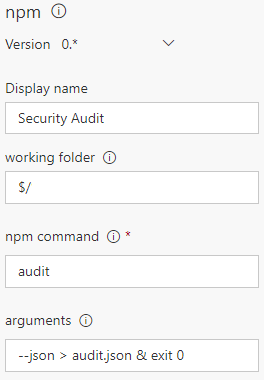 npm
Version 0.*
Display name
Security Audit
working folder
$/
npm command *
audit
arguments
--json > audit.json & exit 0